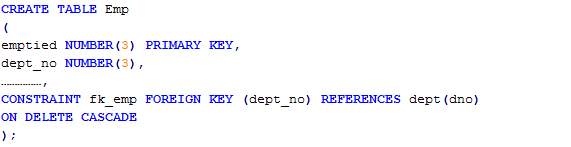 CREATE TABLE Emp
(
emptied NUMBER(3) PRIMARY KEY,
dept_no NUMBER(3),
……………,
CONSTRAINT fk_emp FOREIGN KEY (dept_no) REFERENCES dept(dno)
ON DELETE CASCADE
);